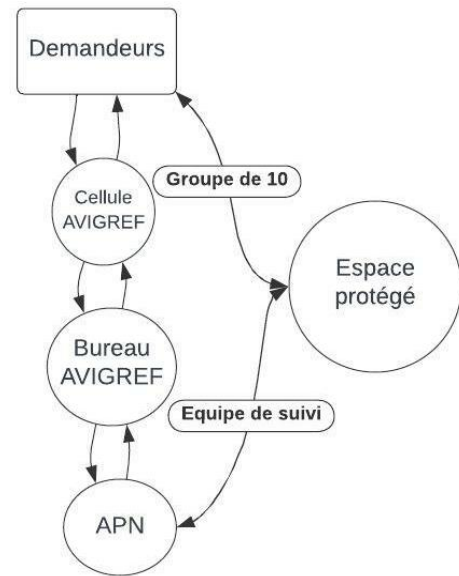 Demandeurs
Cellule
AVIGREF
Groupe de 10
Espace
protégé
Bureau
AVIGREF
Equipe de suivi
APN